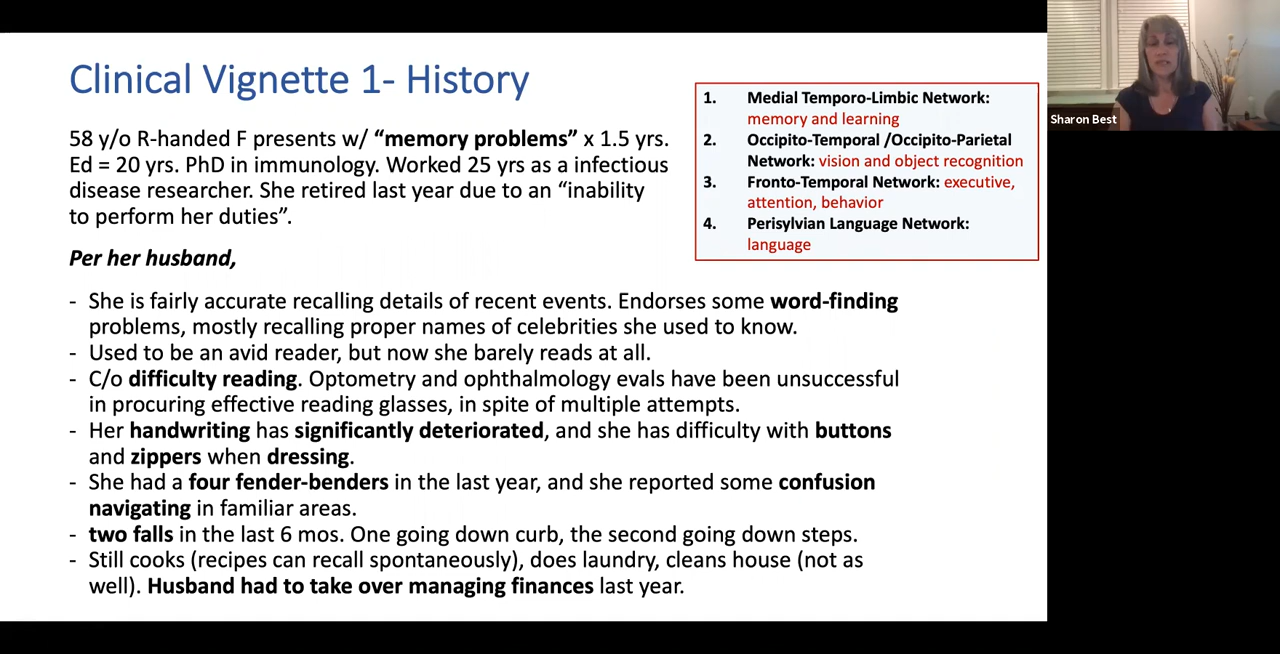 Clinical Vignette 1- History
58 y/o R-handed F presents w/ “memory problems” x 1.5 yrs.
Ed = 20 yrs. PhD in immunology. Worked 25 yrs as a infectious
disease researcher. She retired last year due to an “inability
to perform her duties”.
1. Medial Temporo-Limbic Network:
memory and learning
2. Occipito-Temporal /Occipito-Parietal
Network: vision and object recognition
3. Fronto-Temporal Network: executive,
attention, behavior
4. Perisylvian Language Network:
language
Sharon Best
Per her husband,
- She is fairly accurate recalling details of recent events. Endorses some word-finding
problems, mostly recalling proper names of celebrities she used to know.
- Used to be an avid reader, but now she barely reads at all.
- C/o difficulty reading. Optometry and ophthalmology evals have been unsuccessful
in procuring effective reading glasses, in spite of multiple attempts.
- Her handwriting has significantly deteriorated, and she has difficulty with buttons
and zippers when dressing.
- She had a four fender-benders in the last year, and she reported some confusion
navigating in familiar areas.
- two falls in the last 6 mos. One going down curb, the second going down steps.
- Still cooks (recipes can recall spontaneously), does laundry, cleans house (not as
well). Husband had to take over managing finances last year.